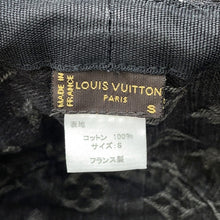 MADE IN
FRANCE
LOUIS VUITTON
PARIS
S
表地
コットン 100%
サイズ: S
フランス製